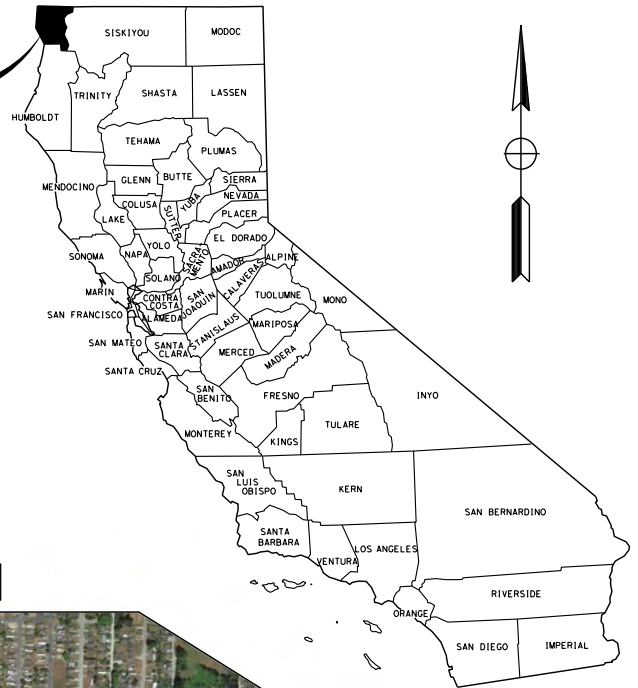 SISKIYOU
MODOC
TRINITY
SHASTA
LASSEN
HUMBOLDT
TEHAMA
PLUMAS
MENDOCINO
GLENN
BUTTE
SIERRA
COLUSA
YUBA
NEVADA
LAKE
SUTTER
PLACER
SONOMA
NAPA
YOLO
EL DORADO
SACRA
MENTO
AMADOR
ALPINE
SOLANO
MARIN
CONTRA
COSTA
SAN
JOAQUIN
CALAVERAS
TUOLUMNE
MONO
SAN FRANCISCO
ALAMEDA
STANISLAUS
MARIPOSA
SAN MATEO
SANTA
CLARA
MERCED
MADERA
SANTA CRUZ
SAN
BENITO
FRESNO
INYO
MONTEREY
KINGS
TULARE
SAN
LUIS
OBISPO
KERN
SAN BERNARDINO
SANTA
BARBARA
VENTURA
LOS ANGELES
ORANGE
RIVERSIDE
SAN DIEGO
IMPERIAL